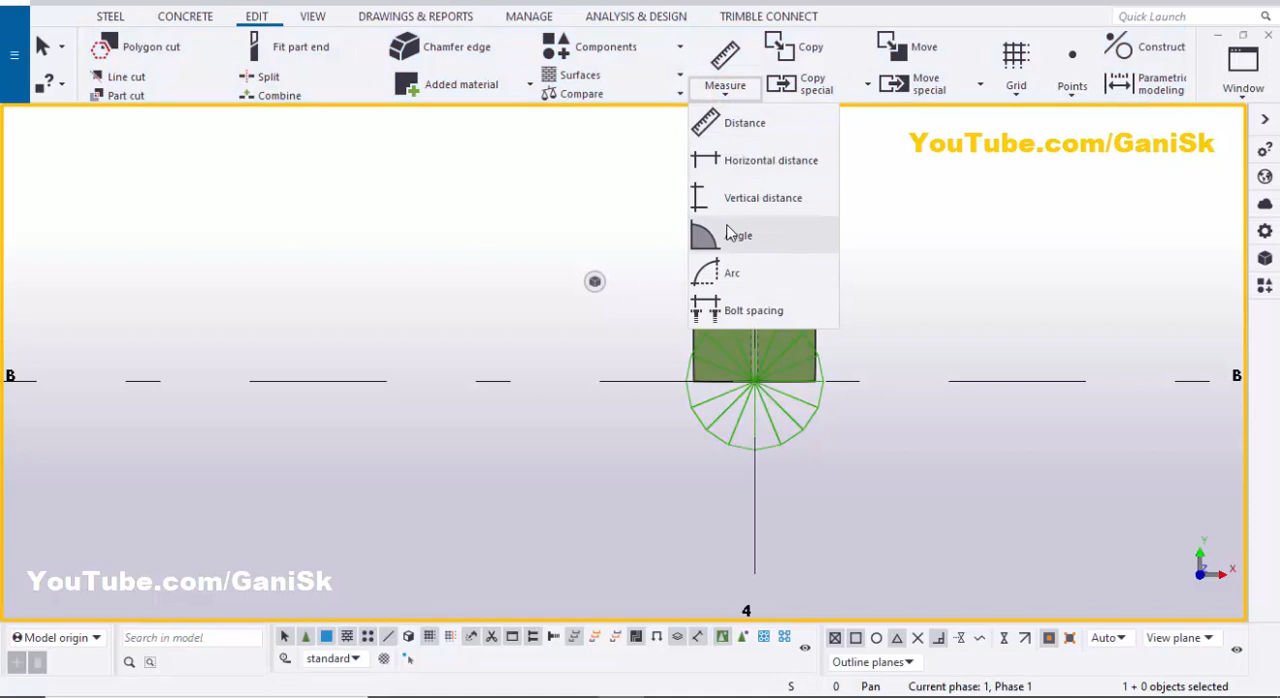 STEEL CONCRETE EDIT VIEW DRAWINGS & REPORTS MANAGE ANALYSIS & DESIGN TRIMBLE CONNECT Quick Launch
Polygon cut Fit part end Chamfer edge Components Copy Move Construct
Line cut Split Added material Surfaces Measure Copy special Move special Grid Points Parametric modeling Window
Part cut Combine Compare
Distance
Horizontal distance
Vertical distance
Arc
Bolt spacing
YouTube.com/GaniSk
B B
YouTube.com/GaniSk
Y
X
Z
4
Model origin Search in model Auto View plane
standard Outline planes
S 0 Pan Current phase: 1, Phase 1 1 + 0 objects selected